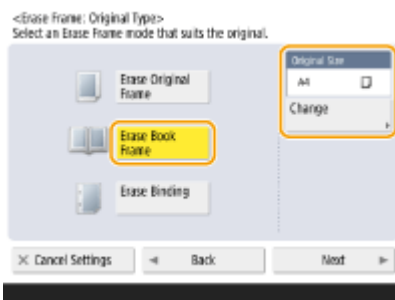 <Erase Frame: Original Type>
Select an Erase Frame mode that suits the original.
Original Size
A4
Change
Erase Original
Frame
Erase Book
Frame
Erase Binding
Cancel Settings
Back
Next